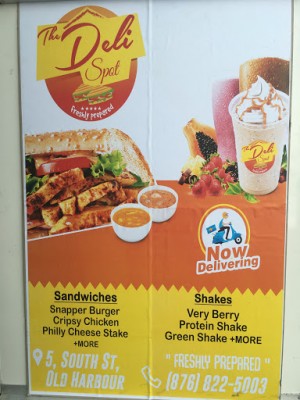 The
Deli
Spot
freshly prepared
The
Deli
Spot
Now
Delivering
Sandwiches
Snapper Burger
Cripsy Chicken
Philly Cheese Stake
+MORE
Shakes
Very Berry
Protein Shake
Green Shake +MORE
5, South St,
Old Harbour
" Freshly Prepared "
(876) 822-5003